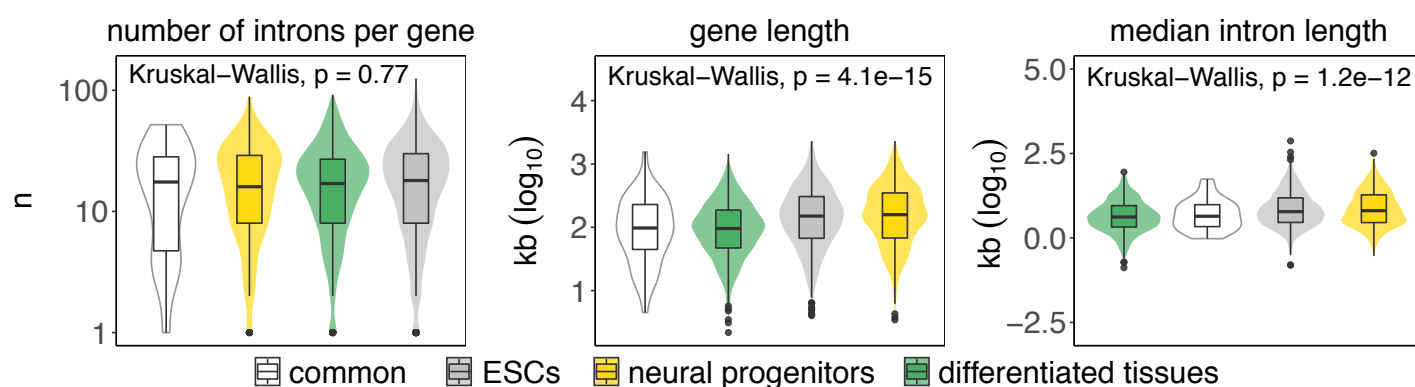 number of introns per gene
Kruskal−Wallis, p = 0.77
100
10
1
n
gene length
Kruskal−Wallis, p = 4.1e−15
4
3
2
1
kb (log10)
median intron length
Kruskal−Wallis, p = 1.2e−12
5.0
2.5
0.0
−2.5
kb (log10)
common ESCs neural progenitors differentiated tissues